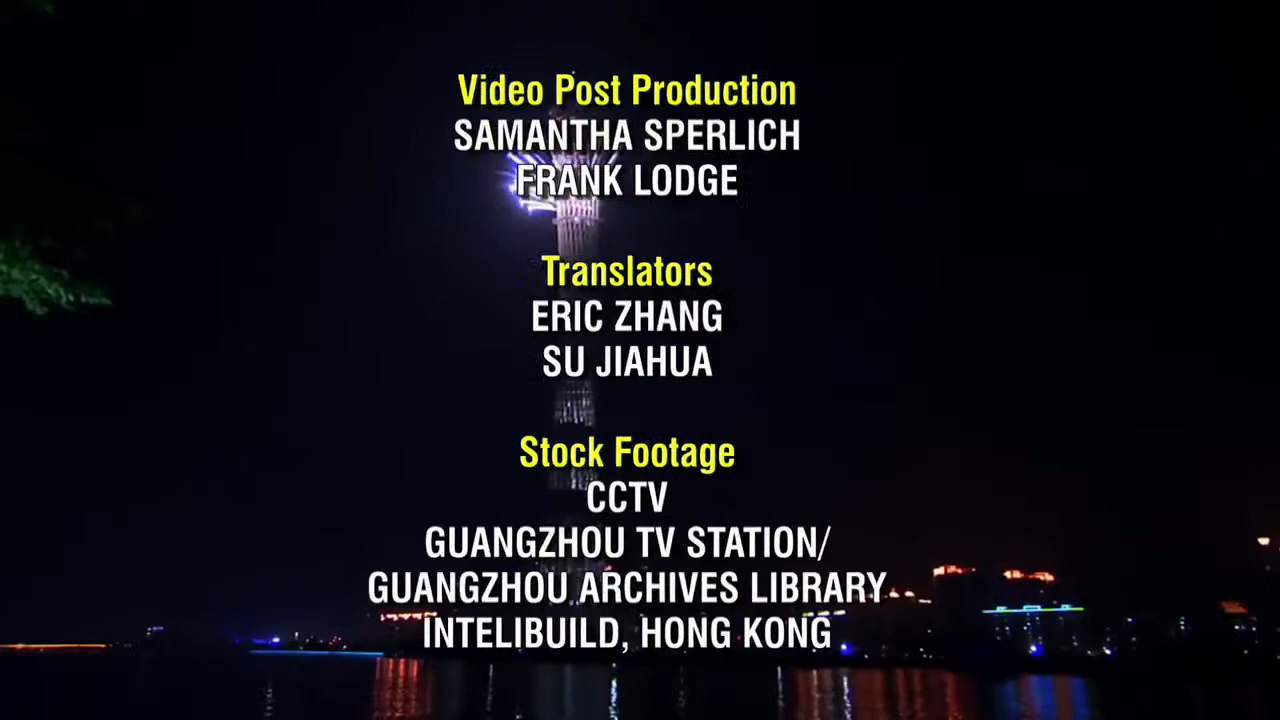 Video Post Production
SAMANTHA SPERLICH
FRANK LODGE
Translators
ERIC ZHANG
SU JIAHUA
Stock Footage
CCTV
GUANGZHOU TV STATION/
GUANGZHOU ARCHIVES LIBRARY
INTELIBUILD, HONG KONG